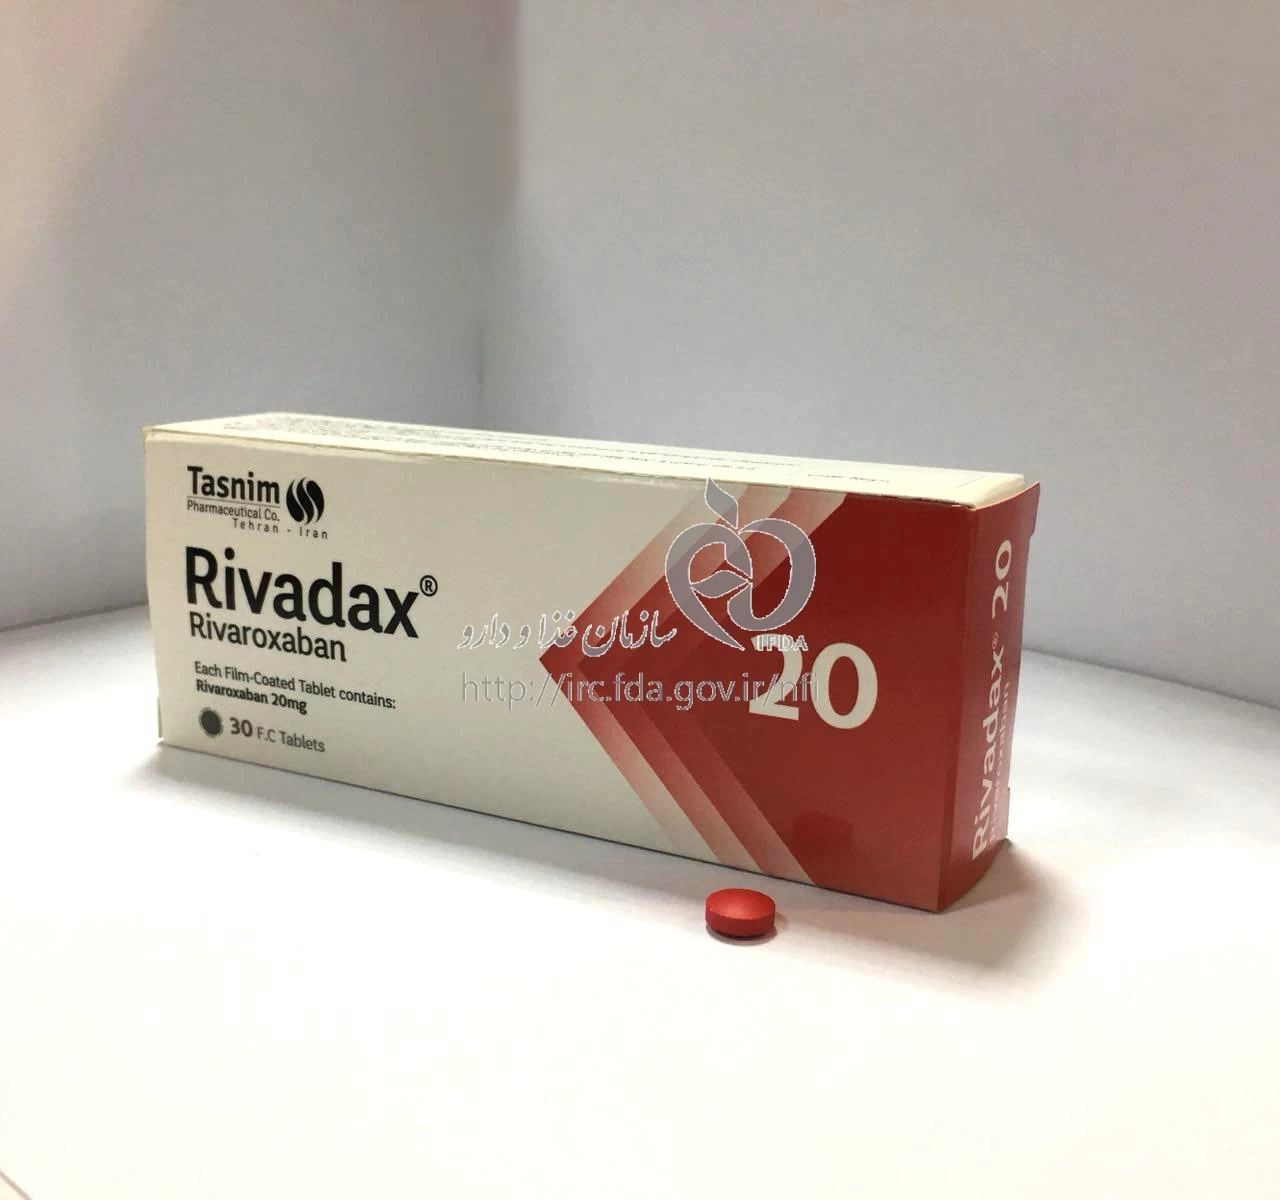 Tasnim
Pharmaceutical Co.
Tehran - Iran
Rivadax®
Rivaroxaban
Each Film-Coated Tablet contains:
Rivaroxaban 20mg
30 F.C Tablets
20
IFDA
سازمان غذا و دارو
http://irc.fda.gov.ir/nfi
Rivadax® 20
Rivaroxaban